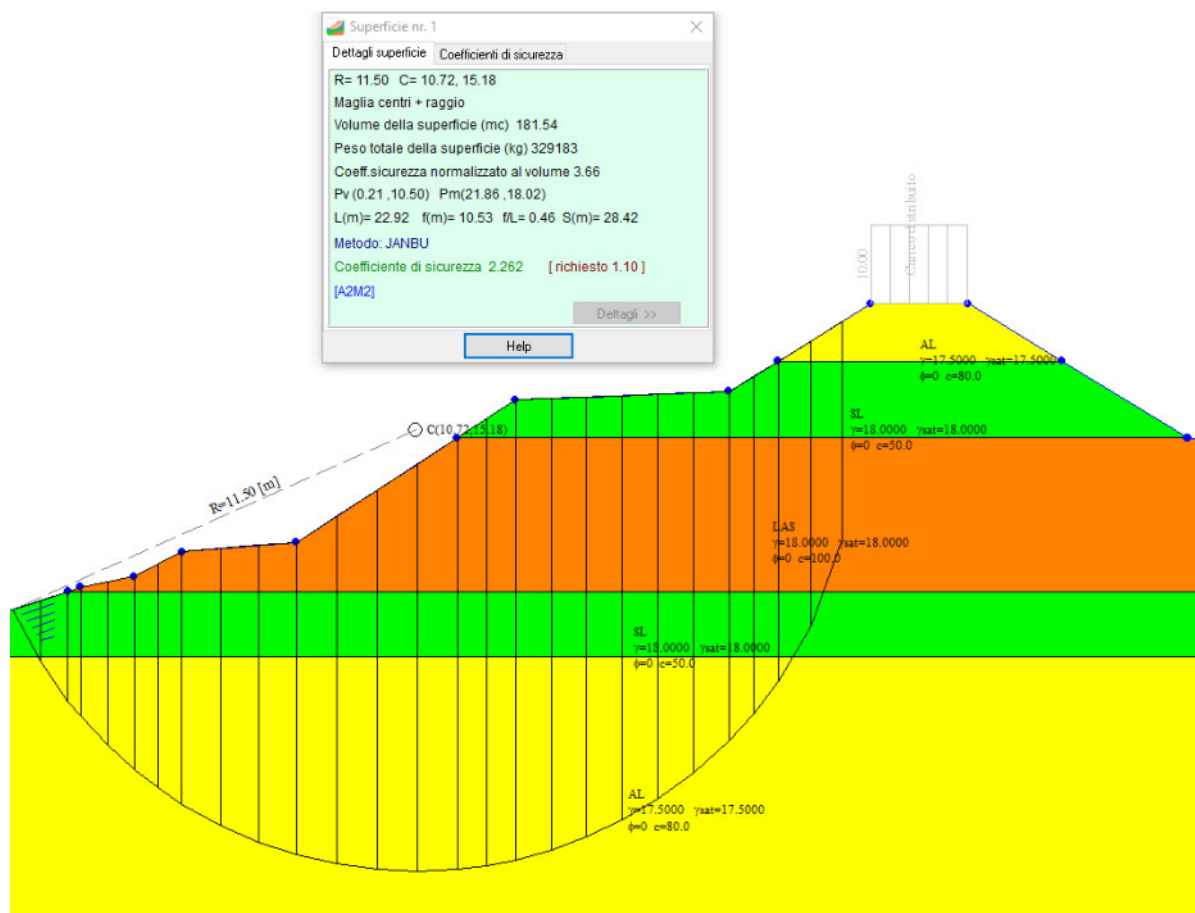 Superficie nr. 1
Dettagli superficie
Coefficienti di sicurezza
R= 11.50 C= 10.72, 15.18
Maglia centri + raggio
Volume della superficie (mc) 181.54
Peso totale della superficie (kg) 329183
Coeff.sicurezza normalizzato al volume 3.66
Pv (0.21 ,10.50) Pm(21.86 ,18.02)
L(m)= 22.92 f(m)= 10.53 f/L= 0.46 S(m)= 28.42
Metodo: JANBU
Coefficiente di sicurezza 2.262 [ richiesto 1.10 ]
[A2M2]
Dettagli >>
Help
Carico distribuito
10.00
AL
γ=17.5000 γsat=17.5000
ϕ=0 c=80.0
SL
γ=18.0000 γsat=18.0000
ϕ=0 c=50.0
C(10.72,15.18)
R=11.50 [m]
LAS
γ=18.0000 γsat=18.0000
ϕ=0 c=100.0
SL
γ=18.0000 γsat=18.0000
ϕ=0 c=50.0
AL
γ=17.5000 γsat=17.5000
ϕ=0 c=80.0